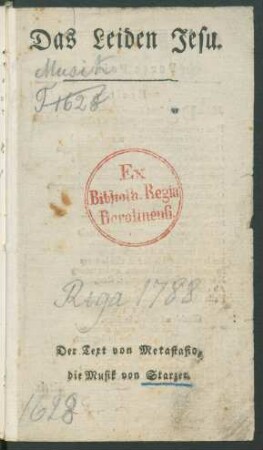 Das Leiden Jesu.
Musik
T 1628
Ex
Biblioth. Regia
Berolinenſ.
Riga 1788
Der Text von Metaſtaſio,
die Muſik von Starzer.
1628